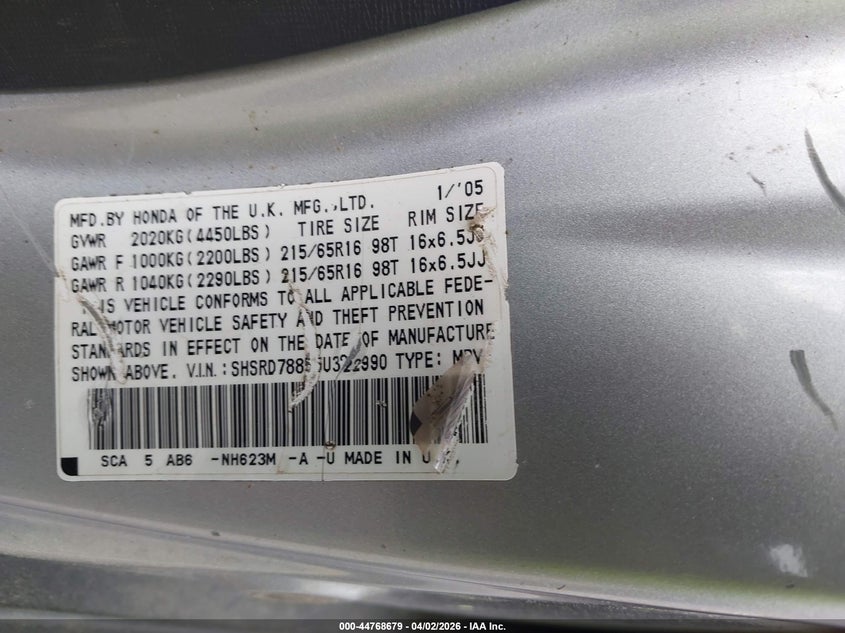 MFD.BY HONDA OF THE U.K. MFG.,LTD. 1/'05
GVWR 2020KG(4450LBS) TIRE SIZE RIM SIZE
GAWR F 1000KG(2200LBS) 215/65R16 98T 16x6.5JJ
GAWR R 1040KG(2290LBS) 215/65R16 98T 16x6.5JJ
THIS VEHICLE CONFORMS TO ALL APPLICABLE FEDE-
RAL MOTOR VEHICLE SAFETY AND THEFT PREVENTION
STANDARDS IN EFFECT ON THE DATE OF MANUFACTURE
SHOWN ABOVE. V.I.N.: TYPE: MPV
SCA 5 AB6 -NH623M -A -U MADE IN
000-44768679 - 04/02/2026 - IAA Inc.